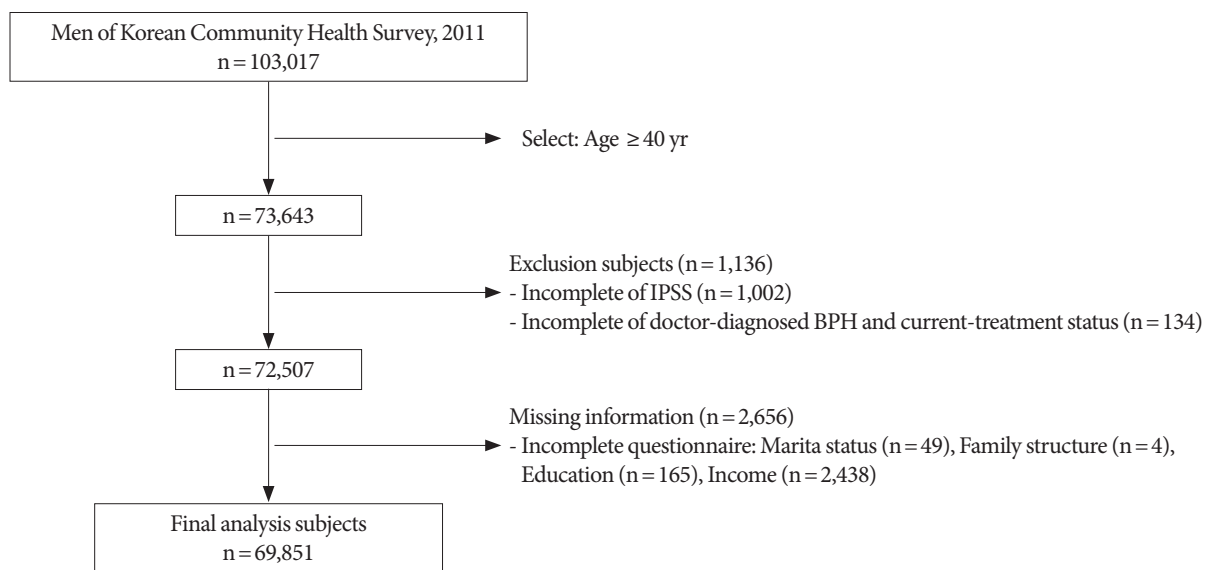 Men of Korean Community Health Survey, 2011
n = 103,017
Select: Age ≥ 40 yr
n = 73,643
Exclusion subjects (n = 1,136)
- Incomplete of IPSS (n = 1,002)
- Incomplete of doctor-diagnosed BPH and current-treatment status (n = 134)
n = 72,507
Missing information (n = 2,656)
- Incomplete questionnaire: Marita status (n = 49), Family structure (n = 4),
Education (n = 165), Income (n = 2,438)
Final analysis subjects
n = 69,851